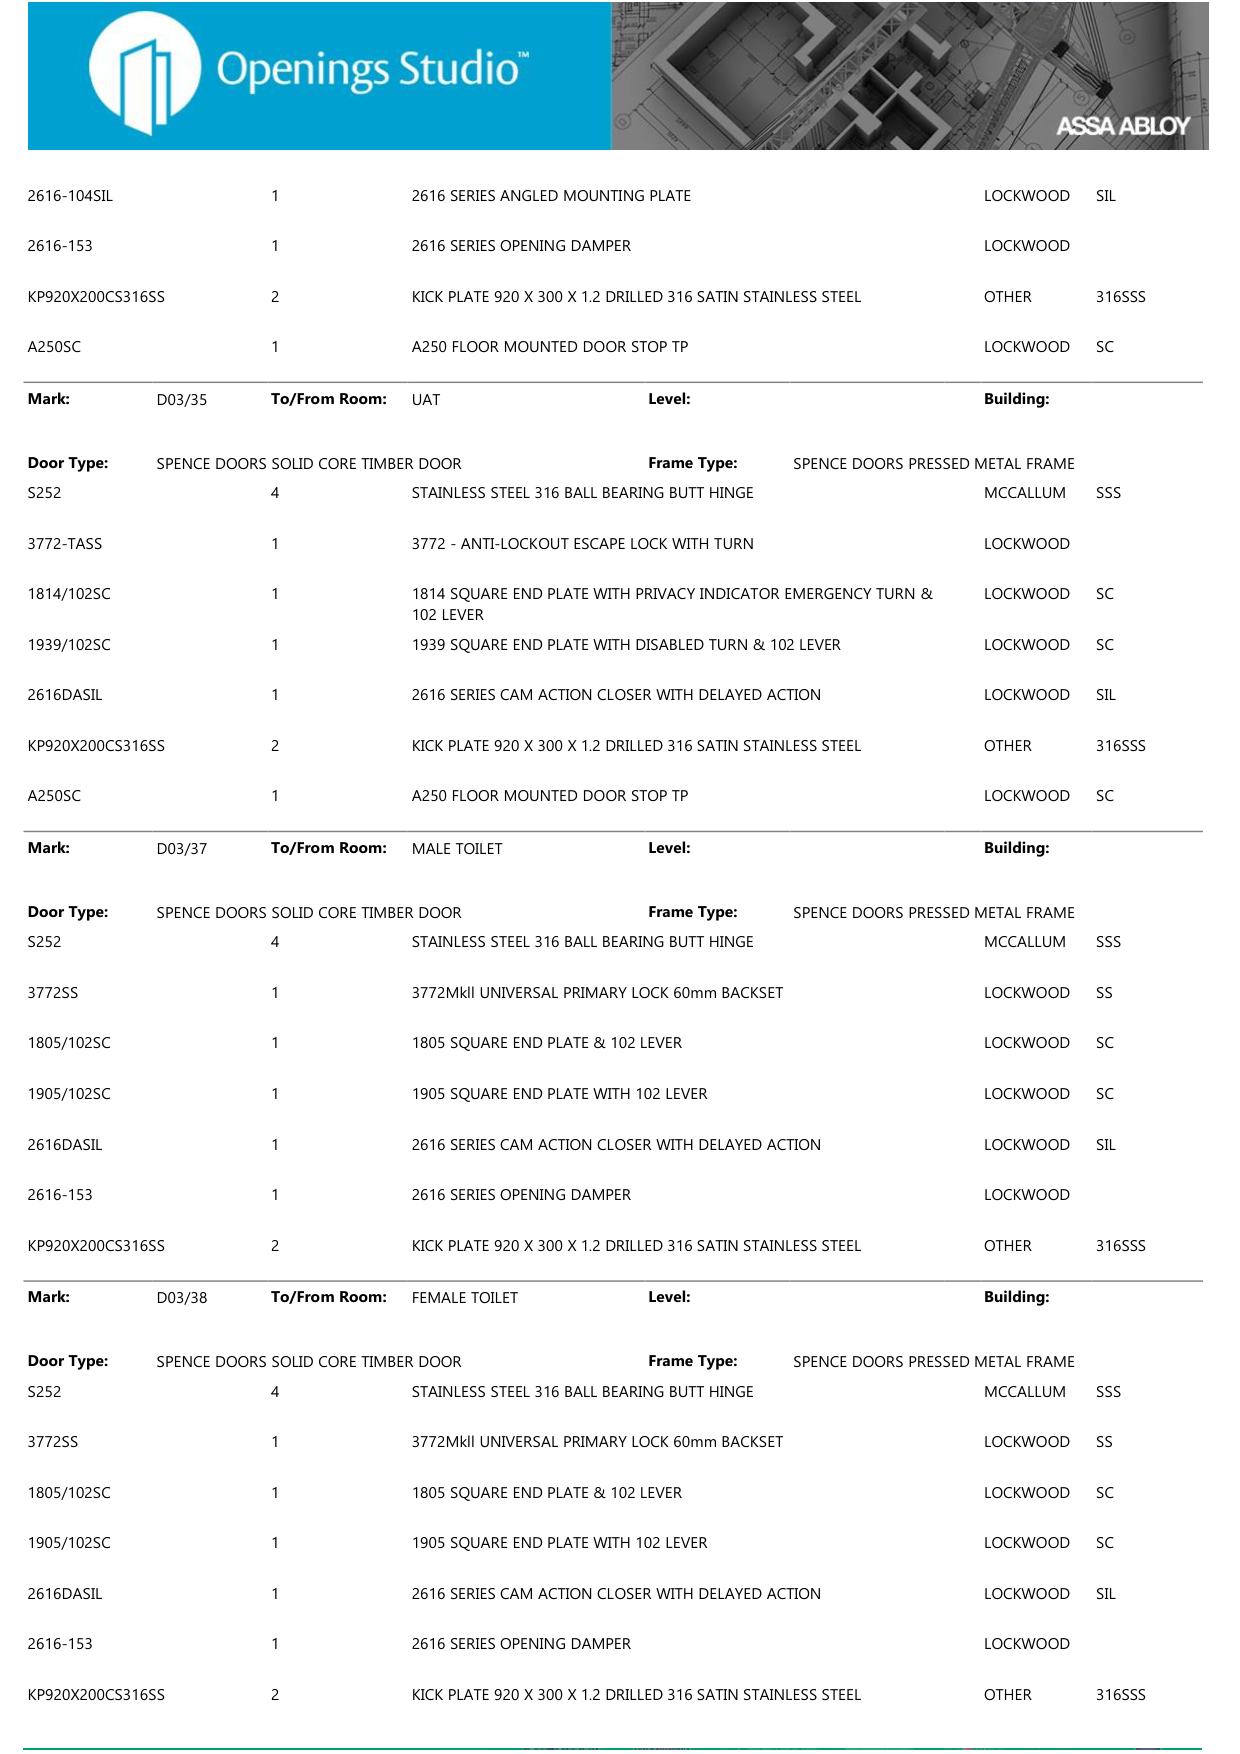 Openings Studio™
ASSA ABLOY
2616-104SIL 1 2616 SERIES ANGLED MOUNTING PLATE LOCKWOOD SIL
2616-153 1 2616 SERIES OPENING DAMPER LOCKWOOD
KP920X200CS316SS 2 KICK PLATE 920 X 300 X 1.2 DRILLED 316 SATIN STAINLESS STEEL OTHER 316SSS
A250SC 1 A250 FLOOR MOUNTED DOOR STOP TP LOCKWOOD SC
Mark: D03/35 To/From Room: UAT Level: Building:
Door Type: SPENCE DOORS SOLID CORE TIMBER DOOR Frame Type: SPENCE DOORS PRESSED METAL FRAME
S252 4 STAINLESS STEEL 316 BALL BEARING BUTT HINGE MCCALLUM SSS
3772-TASS 1 3772 - ANTI-LOCKOUT ESCAPE LOCK WITH TURN LOCKWOOD
1814/102SC 1 1814 SQUARE END PLATE WITH PRIVACY INDICATOR EMERGENCY TURN & LOCKWOOD SC
102 LEVER
1939/102SC 1 1939 SQUARE END PLATE WITH DISABLED TURN & 102 LEVER LOCKWOOD SC
2616DASIL 1 2616 SERIES CAM ACTION CLOSER WITH DELAYED ACTION LOCKWOOD SIL
KP920X200CS316SS 2 KICK PLATE 920 X 300 X 1.2 DRILLED 316 SATIN STAINLESS STEEL OTHER 316SSS
A250SC 1 A250 FLOOR MOUNTED DOOR STOP TP LOCKWOOD SC
Mark: D03/37 To/From Room: MALE TOILET Level: Building:
Door Type: SPENCE DOORS SOLID CORE TIMBER DOOR Frame Type: SPENCE DOORS PRESSED METAL FRAME
S252 4 STAINLESS STEEL 316 BALL BEARING BUTT HINGE MCCALLUM SSS
3772SS 1 3772MkII UNIVERSAL PRIMARY LOCK 60mm BACKSET LOCKWOOD SS
1805/102SC 1 1805 SQUARE END PLATE & 102 LEVER LOCKWOOD SC
1905/102SC 1 1905 SQUARE END PLATE WITH 102 LEVER LOCKWOOD SC
2616DASIL 1 2616 SERIES CAM ACTION CLOSER WITH DELAYED ACTION LOCKWOOD SIL
2616-153 1 2616 SERIES OPENING DAMPER LOCKWOOD
KP920X200CS316SS 2 KICK PLATE 920 X 300 X 1.2 DRILLED 316 SATIN STAINLESS STEEL OTHER 316SSS
Mark: D03/38 To/From Room: FEMALE TOILET Level: Building:
Door Type: SPENCE DOORS SOLID CORE TIMBER DOOR Frame Type: SPENCE DOORS PRESSED METAL FRAME
S252 4 STAINLESS STEEL 316 BALL BEARING BUTT HINGE MCCALLUM SSS
3772SS 1 3772MkII UNIVERSAL PRIMARY LOCK 60mm BACKSET LOCKWOOD SS
1805/102SC 1 1805 SQUARE END PLATE & 102 LEVER LOCKWOOD SC
1905/102SC 1 1905 SQUARE END PLATE WITH 102 LEVER LOCKWOOD SC
2616DASIL 1 2616 SERIES CAM ACTION CLOSER WITH DELAYED ACTION LOCKWOOD SIL
2616-153 1 2616 SERIES OPENING DAMPER LOCKWOOD
KP920X200CS316SS 2 KICK PLATE 920 X 300 X 1.2 DRILLED 316 SATIN STAINLESS STEEL OTHER 316SSS